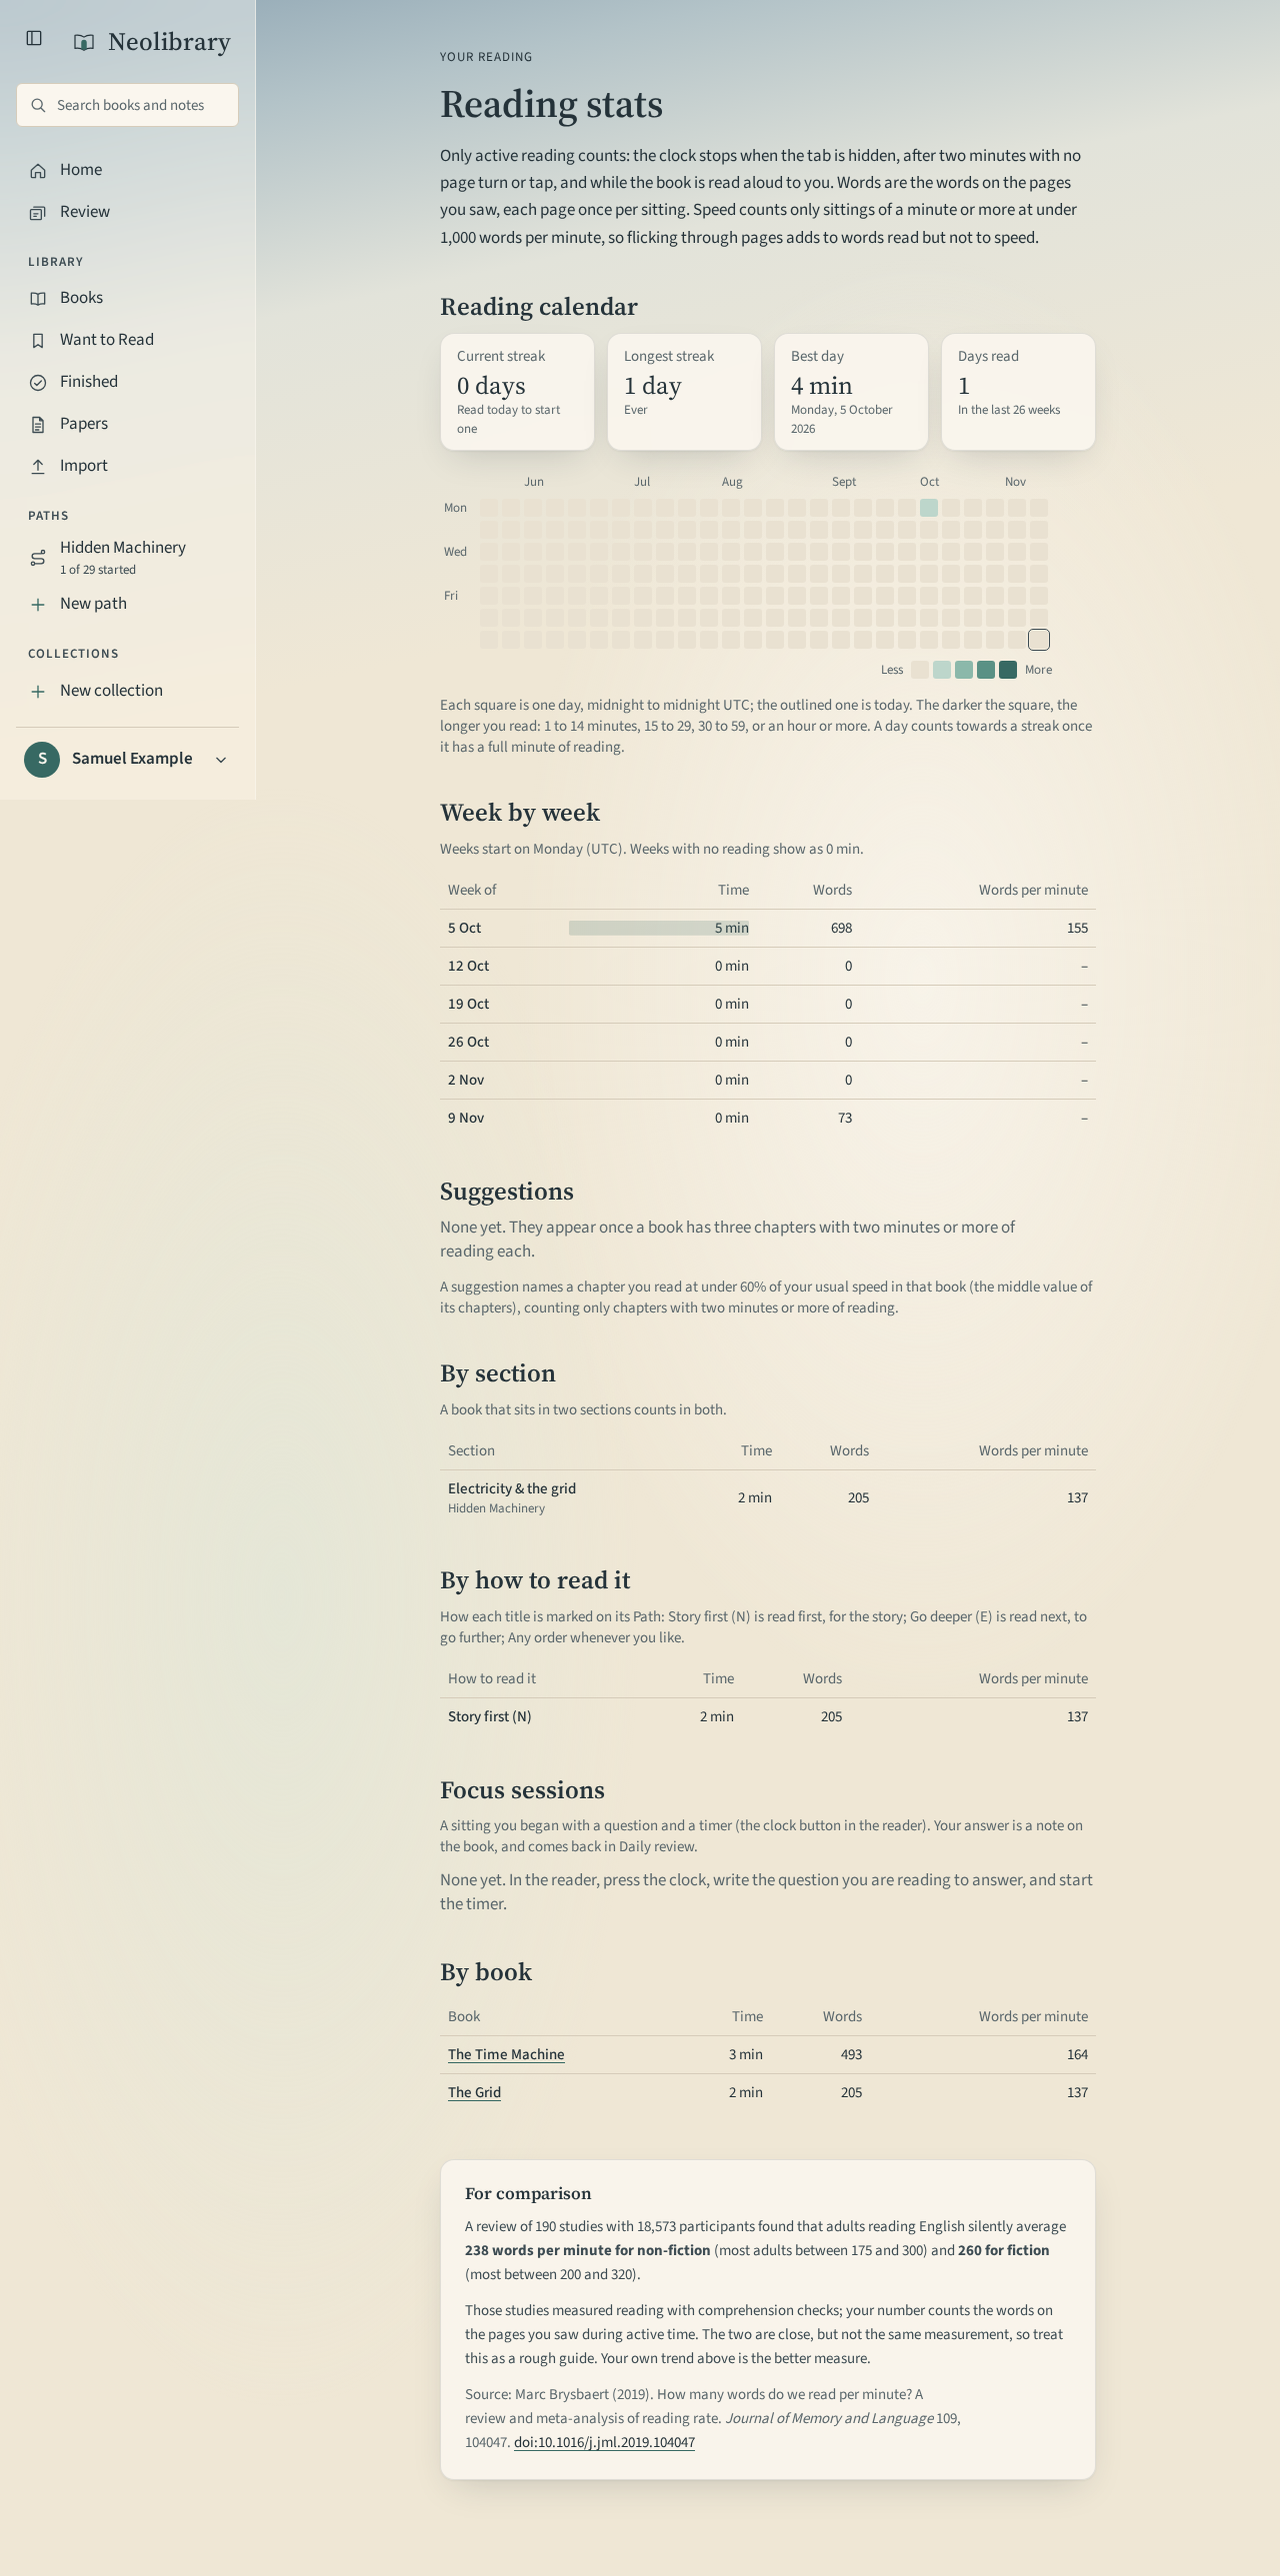 Neolibrary
Search books and notes
Home
Review
LIBRARY
Books
Want to Read
Finished
Papers
Import
PATHS
Hidden Machinery
1 of 29 started
New path
COLLECTIONS
New collection
S
Samuel Example
YOUR READING
Reading stats
Only active reading counts: the clock stops when the tab is hidden, after two minutes with no
page turn or tap, and while the book is read aloud to you. Words are the words on the pages
you saw, each page once per sitting. Speed counts only sittings of a minute or more at under
1,000 words per minute, so flicking through pages adds to words read but not to speed.
Reading calendar
Current streak
0 days
Read today to start
one
Longest streak
1 day
Ever
Best day
4 min
Monday, 5 October
2026
Days read
1
In the last 26 weeks
Jun Jul Aug Sept Oct Nov
Mon
Wed
Fri
Less More
Each square is one day, midnight to midnight UTC; the outlined one is today. The darker the square, the
longer you read: 1 to 14 minutes, 15 to 29, 30 to 59, or an hour or more. A day counts towards a streak once
it has a full minute of reading.
Week by week
Weeks start on Monday (UTC). Weeks with no reading show as 0 min.
Week of Time Words Words per minute
5 Oct 5 min 698 155
12 Oct 0 min 0 –
19 Oct 0 min 0 –
26 Oct 0 min 0 –
2 Nov 0 min 0 –
9 Nov 0 min 73 –
Suggestions
None yet. They appear once a book has three chapters with two minutes or more of
reading each.
A suggestion names a chapter you read at under 60% of your usual speed in that book (the middle value of
its chapters), counting only chapters with two minutes or more of reading.
By section
A book that sits in two sections counts in both.
Section Time Words Words per minute
Electricity & the grid 2 min 205 137
Hidden Machinery
By how to read it
How each title is marked on its Path: Story first (N) is read first, for the story; Go deeper (E) is read next, to
go further; Any order whenever you like.
How to read it Time Words Words per minute
Story first (N) 2 min 205 137
Focus sessions
A sitting you began with a question and a timer (the clock button in the reader). Your answer is a note on
the book, and comes back in Daily review.
None yet. In the reader, press the clock, write the question you are reading to answer, and start
the timer.
By book
Book Time Words Words per minute
The Time Machine 3 min 493 164
The Grid 2 min 205 137
For comparison
A review of 190 studies with 18,573 participants found that adults reading English silently average
238 words per minute for non-fiction (most adults between 175 and 300) and 260 for fiction
(most between 200 and 320).
Those studies measured reading with comprehension checks; your number counts the words on
the pages you saw during active time. The two are close, but not the same measurement, so treat
this as a rough guide. Your own trend above is the better measure.
Source: Marc Brysbaert (2019). How many words do we read per minute? A
review and meta-analysis of reading rate. Journal of Memory and Language 109,
104047. doi:10.1016/j.jml.2019.104047